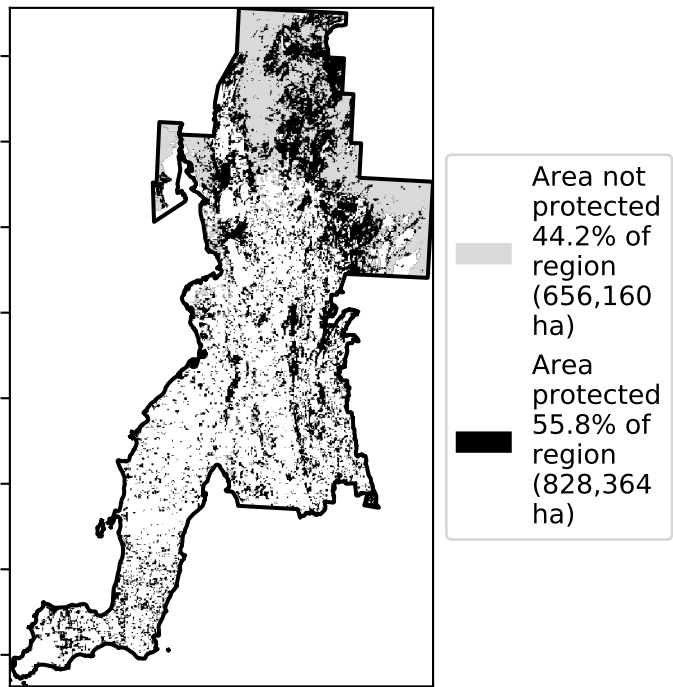 Area not
protected
44.2% of
region
(656,160
ha)
Area
protected
55.8% of
region
(828,364
ha)